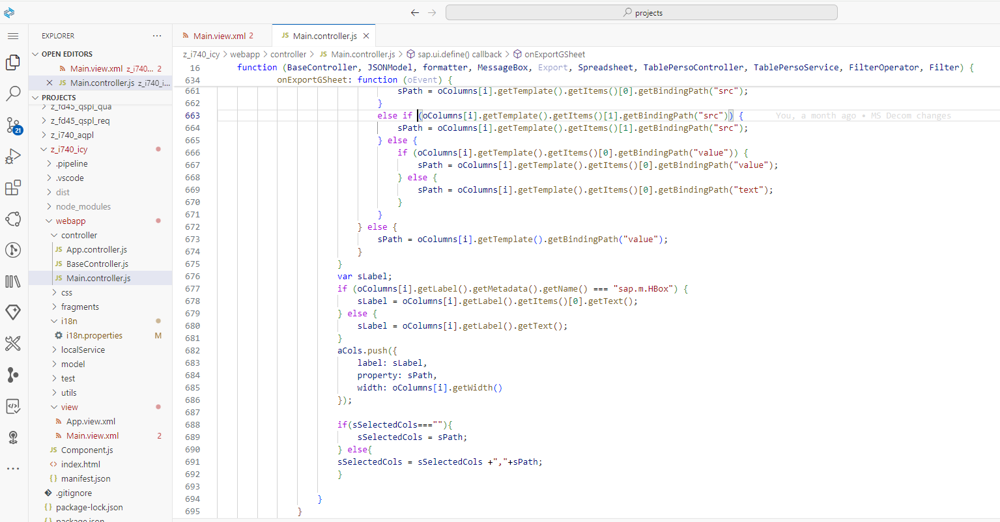 projects
EXPLORER
OPEN EDITORS
Main.view.xml z_i740... 2
Main.controller.js z_i740_i...
PROJECTS
z_fd45_qspl_qua
z_fd45_qspl_req
z_i740_aqpl
z_i740_icy
.pipeline
.vscode
dist
node_modules
webapp
controller
JS App.controller.js
JS BaseController.js
JS Main.controller.js
css
fragments
i18n
i18n.properties M
localService
model
test
utils
view
App.view.xml
Main.view.xml 2
JS Component.js
<> index.html
{} manifest.json
.gitignore
{} package-lock.json
{} package.json
21
Main.view.xml 2
JS Main.controller.js
z_i740_icy > webapp > controller > JS Main.controller.js > sap.ui.define() callback > onExportGSheet
16 function (BaseController, JSONModel, formatter, MessageBox, Export, Spreadsheet, TablePersoController, TablePersoService, FilterOperator, Filter) {
634 onExportGSheet: function (oEvent) {
661 sPath = oColumns[i].getTemplate().getItems()[0].getBindingPath("src");
662 }
663 else if (oColumns[i].getTemplate().getItems()[1].getBindingPath("src")) { You, a month ago • MS Decom changes
664 sPath = oColumns[i].getTemplate().getItems()[1].getBindingPath("src");
665 } else {
666 if (oColumns[i].getTemplate().getItems()[0].getBindingPath("value")) {
667 sPath = oColumns[i].getTemplate().getItems()[0].getBindingPath("value");
668 } else {
669 sPath = oColumns[i].getTemplate().getItems()[0].getBindingPath("text");
670 }
671 }
672 } else {
673 sPath = oColumns[i].getTemplate().getBindingPath("value");
674 }
675 }
676 var sLabel;
677 if (oColumns[i].getLabel().getMetadata().getName() === "sap.m.HBox") {
678 sLabel = oColumns[i].getLabel().getItems()[0].getText();
679 } else {
680 sLabel = oColumns[i].getLabel().getText();
681 }
682 aCols.push({
683 label: sLabel,
684 property: sPath,
685 width: oColumns[i].getWidth()
686 });
687
688 if(sSelectedCols===""){
689 sSelectedCols = sPath;
690 } else{
691 sSelectedCols = sSelectedCols +","+sPath;
692 }
693
694 }
695 }